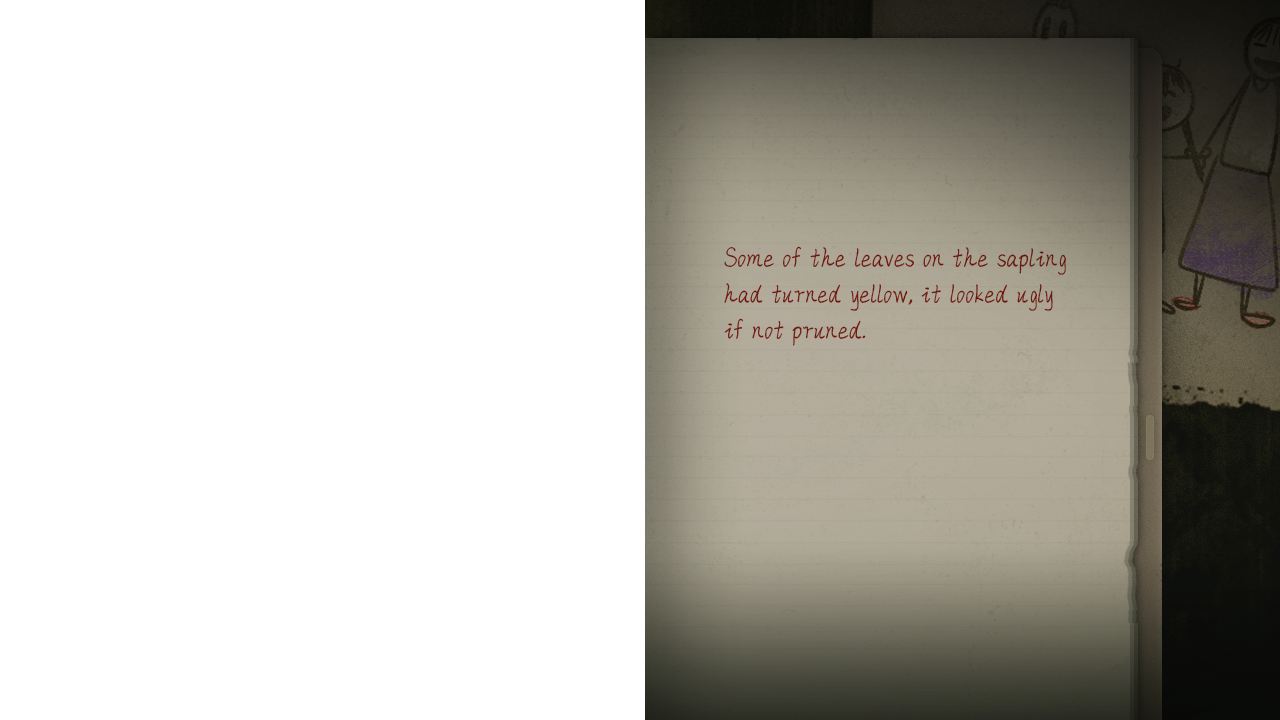 Some of the leaves on the sapling
had turned yellow, it looked ugly
if not pruned.